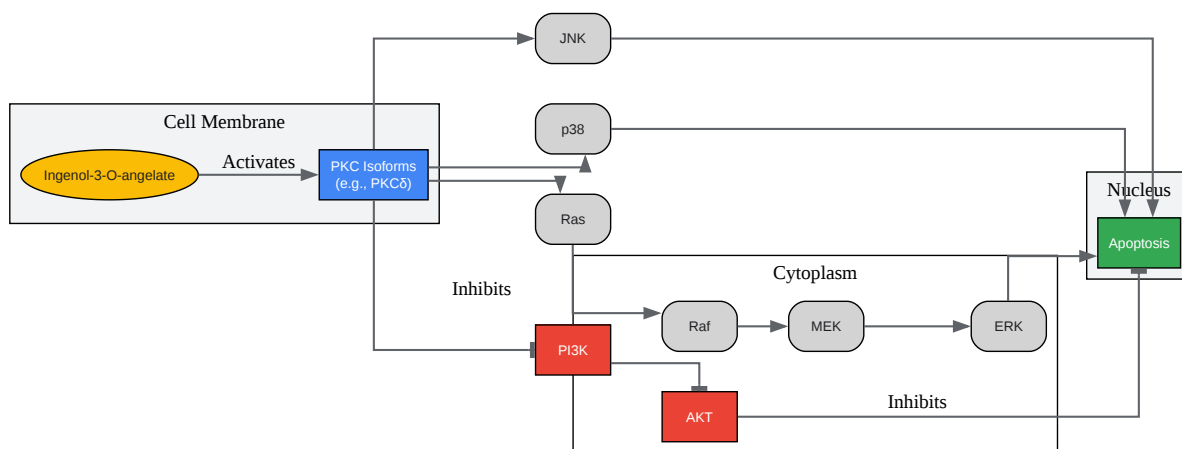 JNK
Cell Membrane
p38
Activates
Ingenol-3-O-angelate
PKC Isoforms
(e.g., PKCδ)
Nucleus
Ras
Apoptosis
Cytoplasm
Inhibits
Raf
MEK
ERK
PI3K
Inhibits
AKT